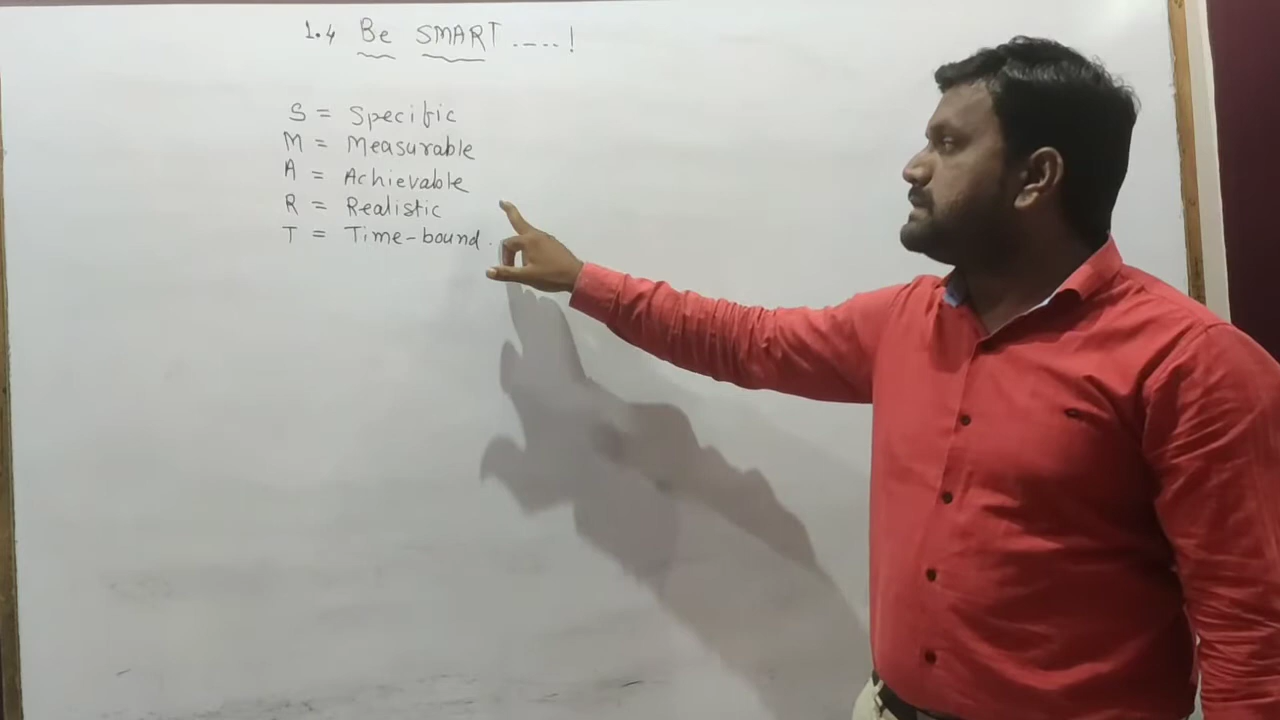 1.4 Be SMART ....!
S = Specific
M = Measurable
A = Achievable
R = Realistic
T = Time-bound.